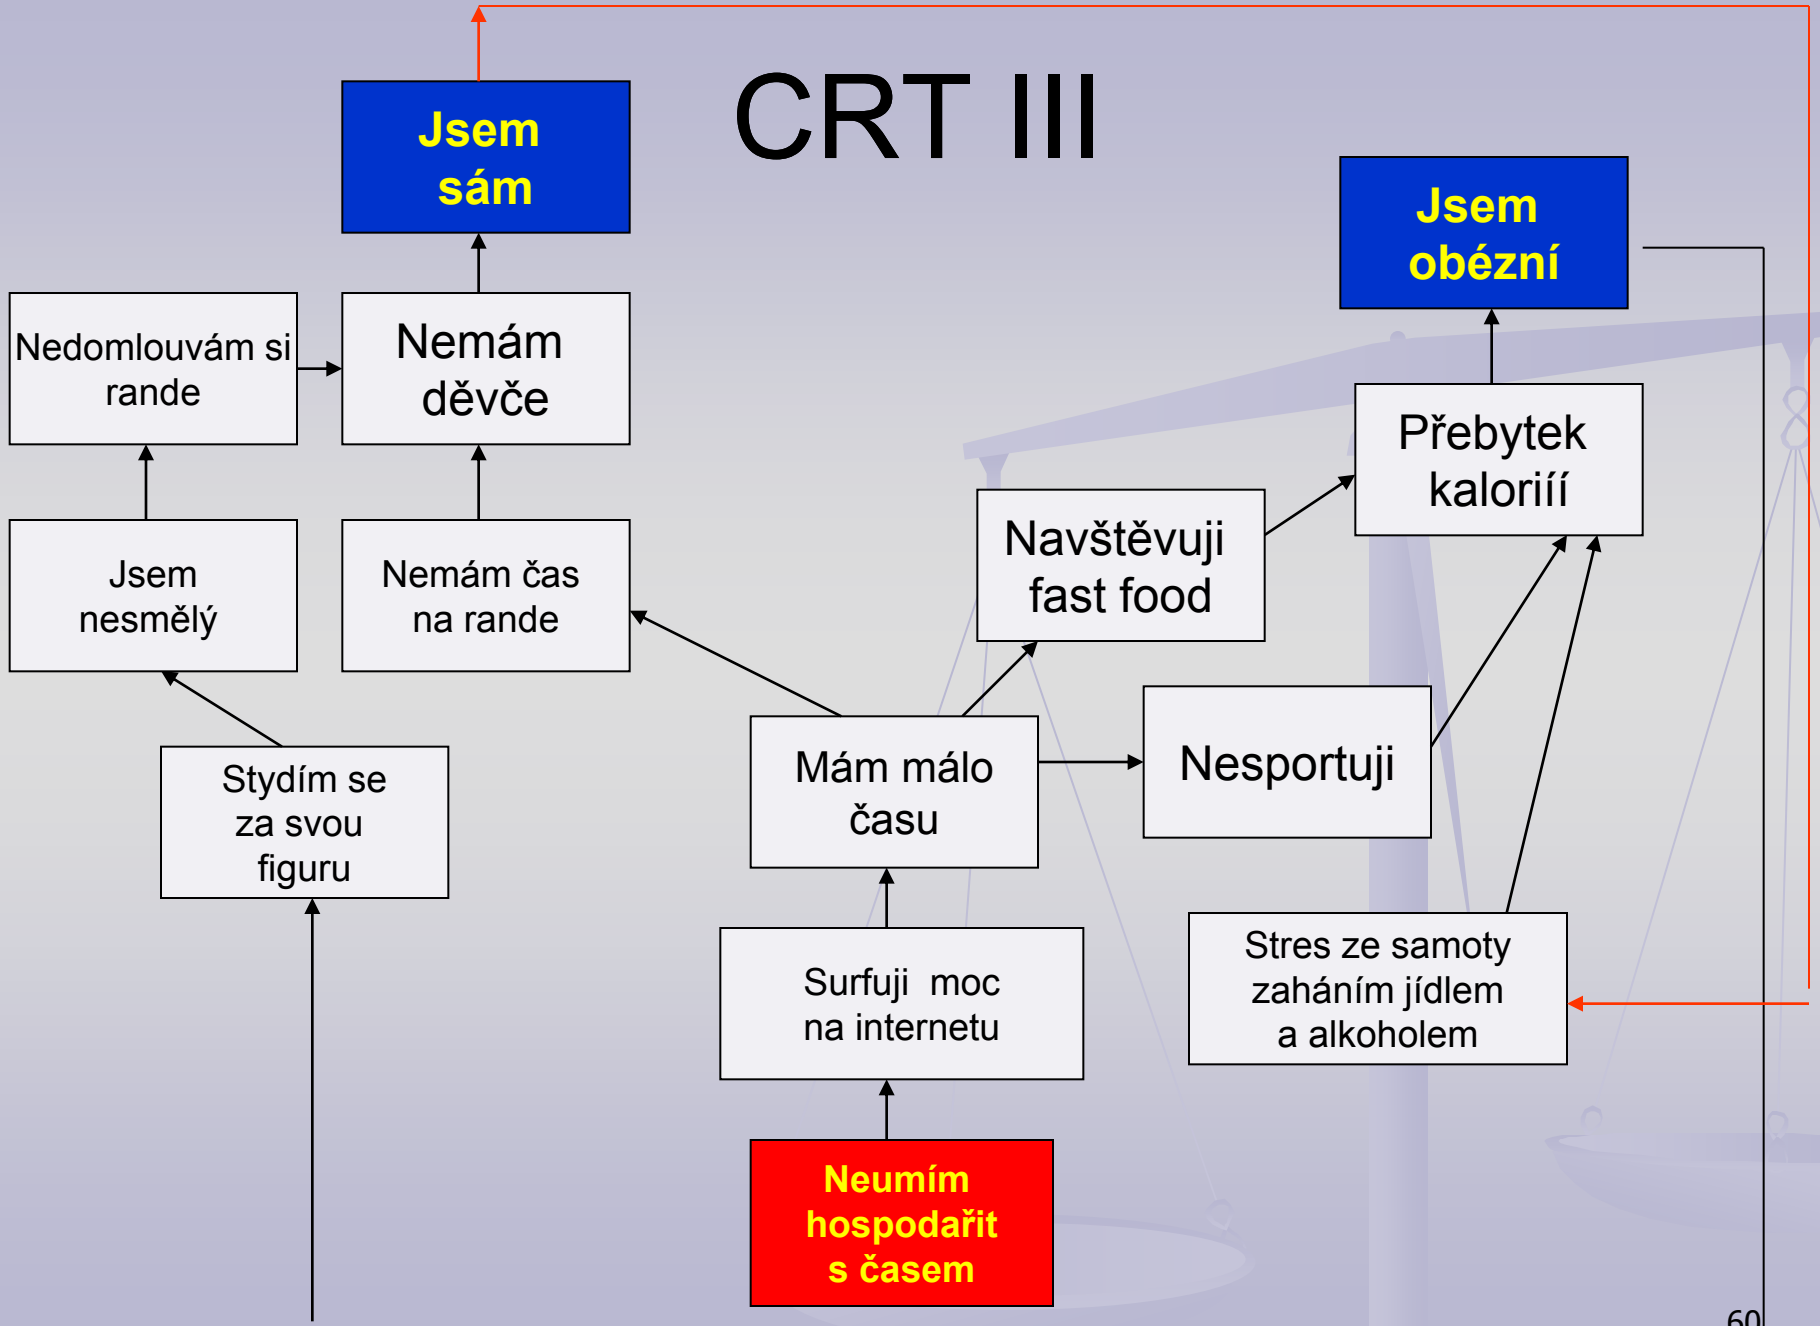 CRT III
Jsem
sám
Jsem
obézní
Nedomlouvám si
rande
Nemám
děvče
Přebytek
kaloriíí
Navštěvuji
fast food
Jsem
nesmělý
Nemám čas
na rande
Stydím se
za svou
figuru
Mám málo
času
Nesportuji
Surfuji  moc
na internetu
Stres ze samoty
zaháním jídlem
a alkoholem
Neumím
hospodařit
s časem
60